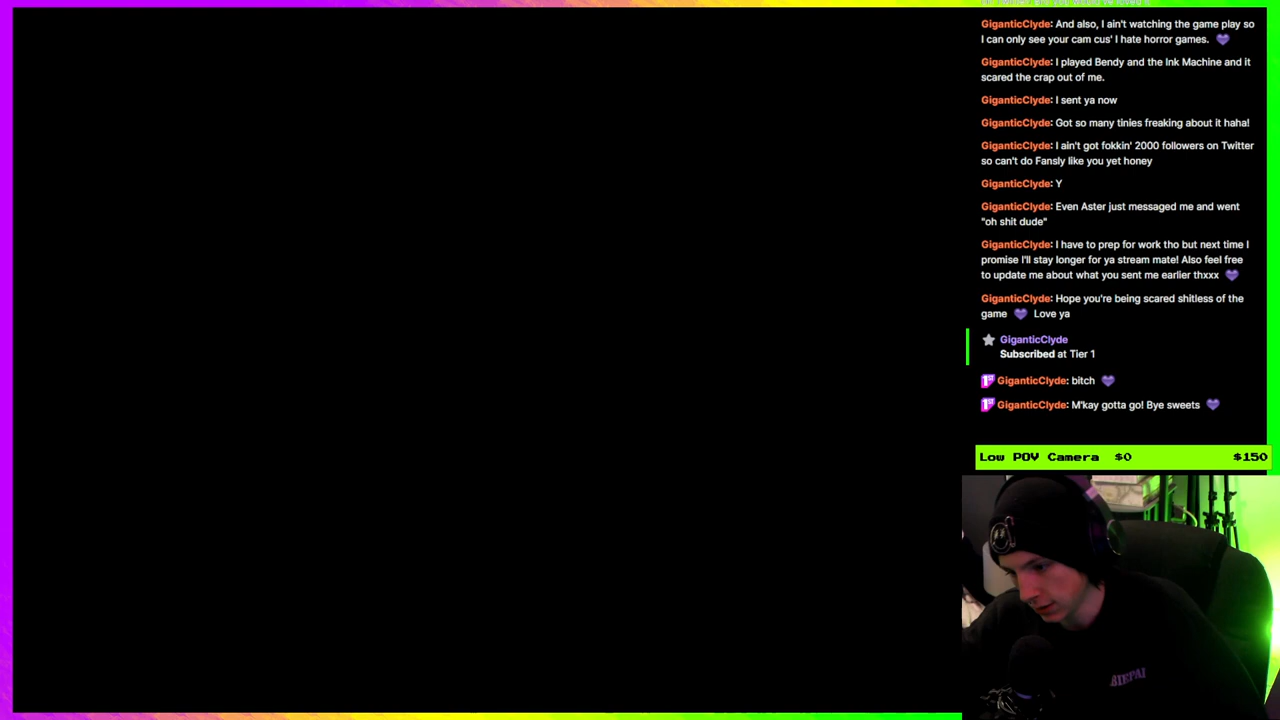 GiganticClyde: And also, I ain't watching the game play so
I can only see your cam cus' I hate horror games.
GiganticClyde: I played Bendy and the Ink Machine and it
scared the crap out of me.
GiganticClyde: I sent ya now
GiganticClyde: Got so many tinies freaking about it haha!
GiganticClyde: I ain't got fokkin' 2000 followers on Twitter
so can't do Fansly like you yet honey
GiganticClyde: Y
GiganticClyde: Even Aster just messaged me and went
"oh shit dude"
GiganticClyde: I have to prep for work tho but next time I
promise I'll stay longer for ya stream mate! Also feel free
to update me about what you sent me earlier thxxx
GiganticClyde: Hope you're being scared shitless of the
game Love ya
GiganticClyde
Subscribed at Tier 1
1st GiganticClyde: bitch
1st GiganticClyde: M'kay gotta go! Bye sweets
Low POV Camera $0 $150